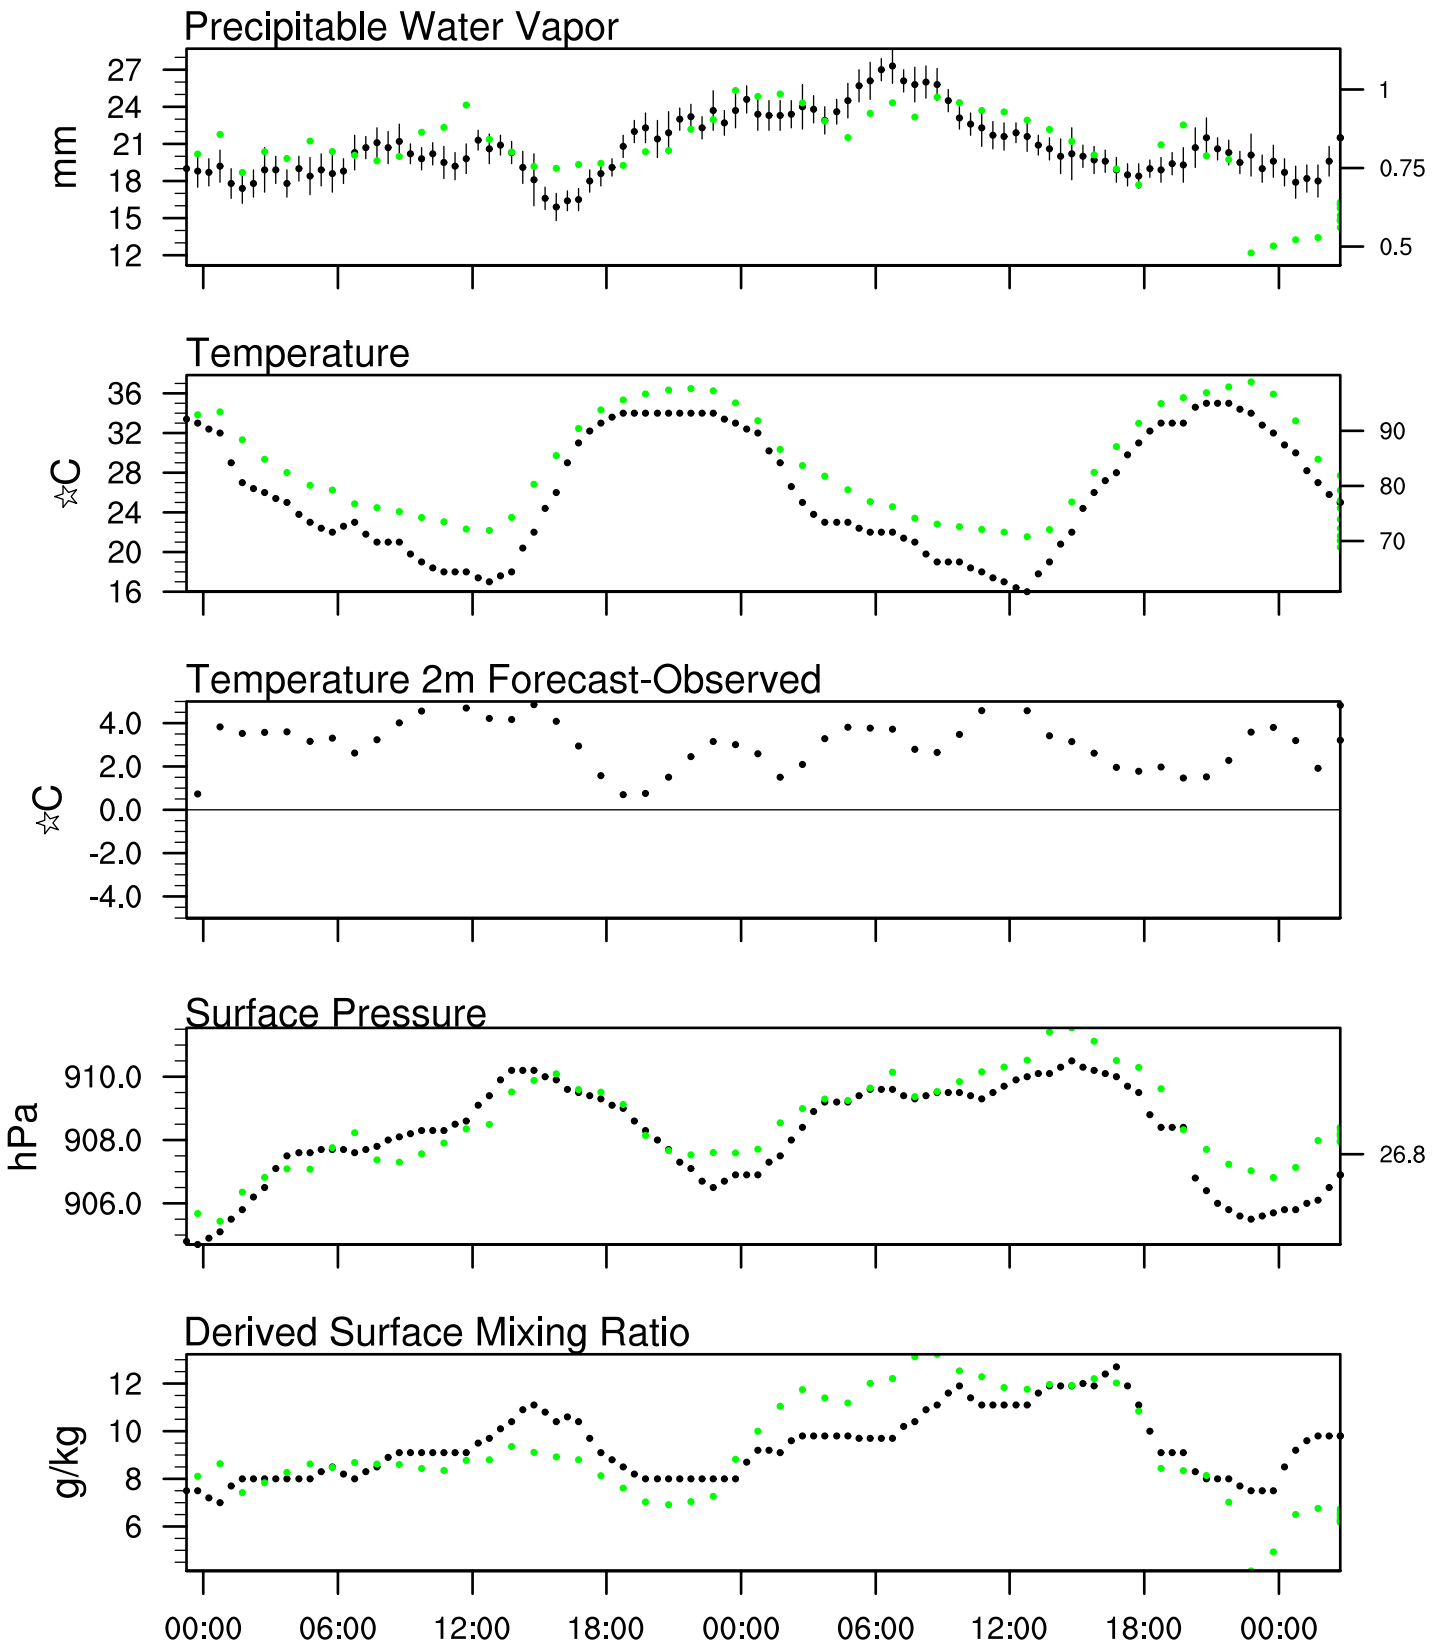 Precipitable Water Vapor
27
24
21
18
15
12
mm
1
0.75
0.5
Temperature
36
32
28
24
20
16
☆C
90
80
70
Temperature 2m Forecast-Observed
4.0
2.0
0.0
-2.0
-4.0
☆C
Surface Pressure
910.0
908.0
906.0
hPa
26.8
Derived Surface Mixing Ratio
12
10
8
6
g/kg
00:00 06:00 12:00 18:00 00:00 06:00 12:00 18:00 00:00